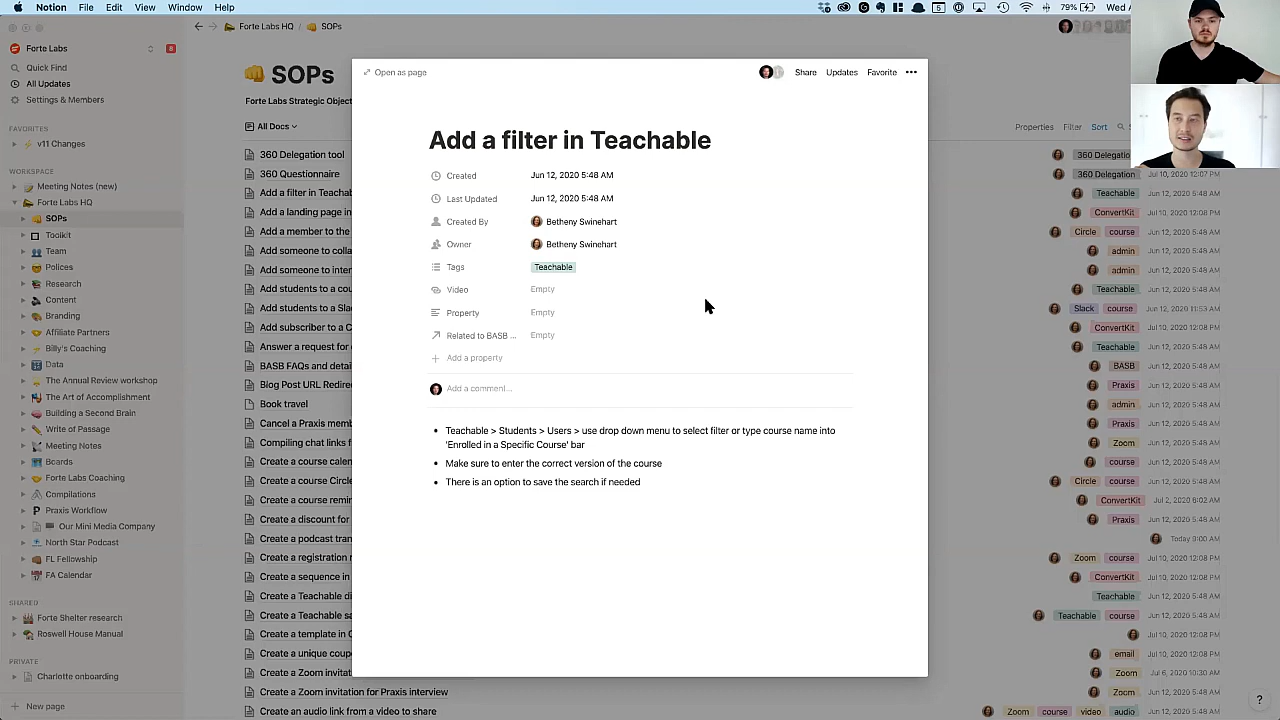 Notion File Edit View History Window Help
5
79%
Wed
Forte Labs HQ / SOPs
Forte Labs
8
Quick Find
All Updates
Settings & Members
FAVORITES
v11 Changes
WORKSPACE
Meeting Notes (new)
Forte Labs HQ
SOPs
Toolkit
Team
Polices
Research
Content
Branding
Affiliate Partners
Billy's Coaching
Data
The Annual Review workshop
The Art of Accomplishment
Building a Second Brain
Write of Passage
Meeting Notes
Boards
Forte Labs Coaching
Compilations
Praxis Workflow
Our Mini Media Company
North Star Podcast
FL Fellowship
FA Calendar
SHARED
Forte Shelter research
Roswell House Manual
PRIVATE
Charlotte onboarding
New page
SOPs
Forte Labs Strategic Object
All Docs
Properties Filter Sort
360 Delegation tool
360 Delegatio
360 Questionnaire
360 Delegation Jul 10, 2020 12:07 PM
Add a filter in Teachab
Teachable Jun 12, 2020 5:48 AM
Add a landing page in
ConvertKit Jul 10, 2020 12:08 PM
Add a member to the
Circle course Jun 12, 2020 5:48 AM
Add someone to colla
admin Jun 12, 2020 5:48 AM
Add someone to inter
admin Jun 12, 2020 5:48 AM
Add students to a cou
Teachable Jun 12, 2020 5:48 AM
Add students to a Slac
Slack course Jun 12, 2020 11:53 AM
Add subscriber to a C
ConvertKit Jul 10, 2020 12:08 PM
Answer a request for
Teachable Jun 12, 2020 5:48 AM
BASB FAQs and detai
BASB Jun 12, 2020 5:48 AM
Blog Post URL Redire
Praxis Jun 12, 2020 5:48 AM
Book travel
admin Jun 12, 2020 5:48 AM
Cancel a Praxis memb
Praxis Jun 12, 2020 5:48 AM
Compiling chat links f
Zoom Jun 12, 2020 5:48 AM
Create a course calen
course Jun 12, 2020 5:48 AM
Create a course Circle
Circle course Jun 12, 2020 5:48 AM
Create a course remin
ConvertKit Jul 2, 2020 6:02 AM
Create a discount for
Praxis Jun 12, 2020 5:48 AM
Create a podcast tran
Today 9:00 AM
Create a registration
Zoom course Jul 10, 2020 12:08 PM
Create a sequence in
ConvertKit Jul 10, 2020 12:08 PM
Create a Teachable di
Teachable Jun 12, 2020 5:48 AM
Create a Teachable sa
Teachable course Jun 12, 2020 5:48 AM
Create a template in C
Jul 10, 2020 12:08 PM
Create a unique coup
email Jul 10, 2020 12:08 PM
Create a Zoom invitat
Zoom Jul 6, 2020 10:30 AM
Create a Zoom invitation for Praxis interview
Zoom Jun 12, 2020 5:48 AM
Create an audio link from a video to share
Zoom course video audio Jun 12, 2020 5:48 AM
Open as page
Share Updates Favorite •••
Add a filter in Teachable
Created Jun 12, 2020 5:48 AM
Last Updated Jun 12, 2020 5:48 AM
Created By Betheny Swinehart
Owner Betheny Swinehart
Tags Teachable
Video Empty
Property Empty
Related to BASB ... Empty
Add a property
Add a comment...
• Teachable > Students > Users > use drop down menu to select filter or type course name into
'Enrolled in a Specific Course' bar
• Make sure to enter the correct version of the course
• There is an option to save the search if needed
?